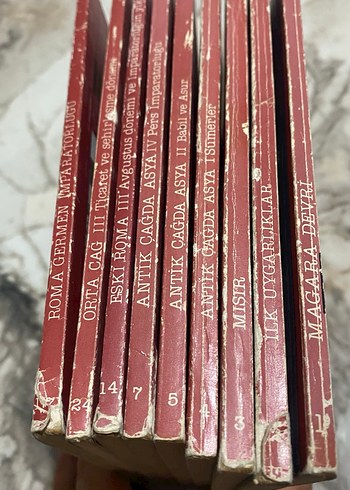 ROMA GERMEN İMPARATORLUĞU
ORTA ÇAĞ III Ticaret ve şehirleşme dönemi
24
ESKİ ROMA III Avgustus dönemi ve İmparatorluğun
14
ANTİK ÇAĞDA ASYA IV Pers İmparatorluğu
7
ANTİK ÇAĞDA ASYA II Babil ve Asur
5
ANTİK ÇAĞDA ASYA I Sümerler
4
MISIR
3
İLK UYGARLIKLAR
MAĞARA DEVRİ
1